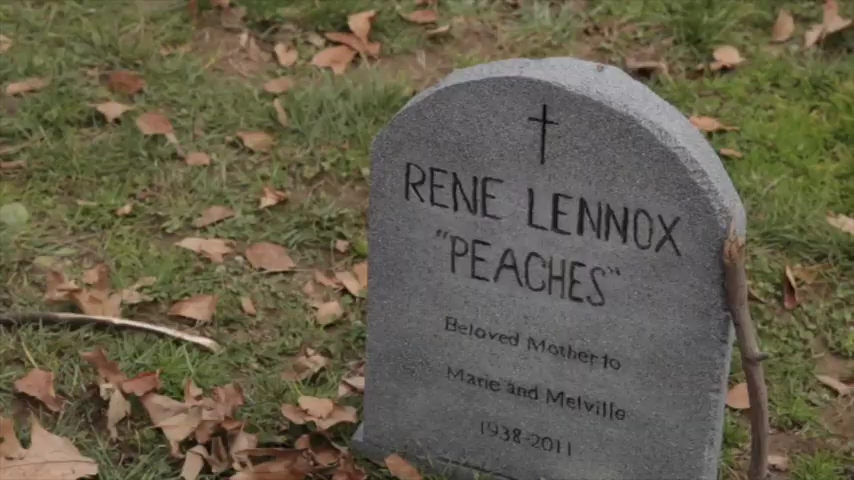 RENE LENNOX
"PEACHES"
Beloved Mother to
Marie and Melville
1938-2011